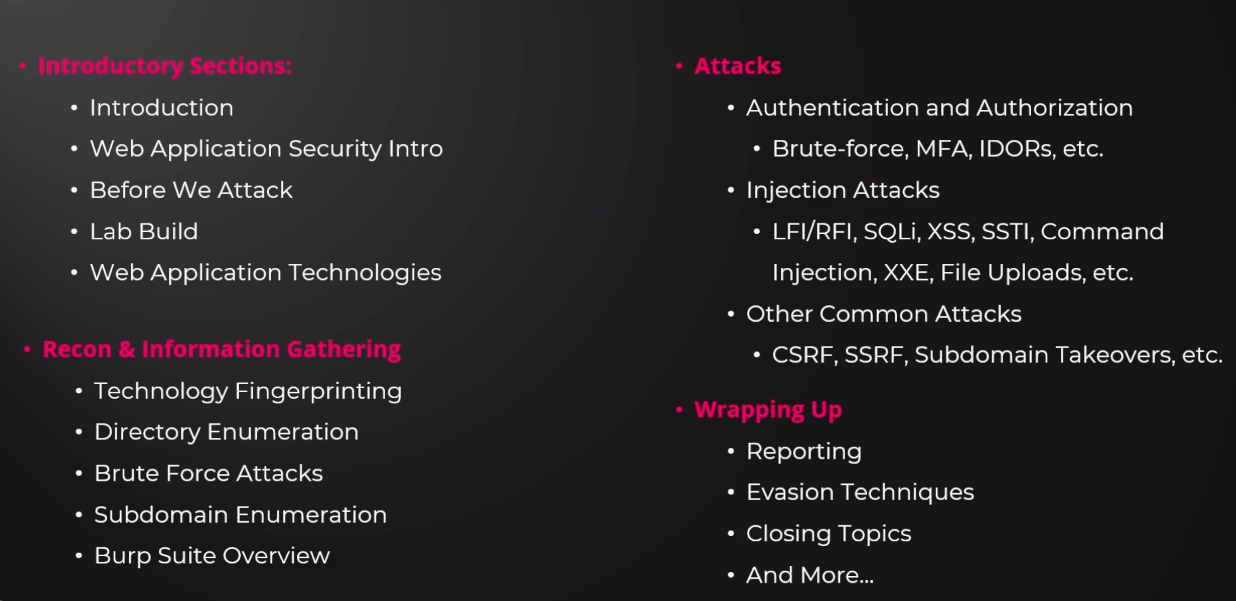 • Introductory Sections:
• Introduction
• Web Application Security Intro
• Before We Attack
• Lab Build
• Web Application Technologies
• Recon & Information Gathering
• Technology Fingerprinting
• Directory Enumeration
• Brute Force Attacks
• Subdomain Enumeration
• Burp Suite Overview
• Attacks
• Authentication and Authorization
• Brute-force, MFA, IDORs, etc.
• Injection Attacks
• LFI/RFI, SQLi, XSS, SSTI, Command
Injection, XXE, File Uploads, etc.
• Other Common Attacks
• CSRF, SSRF, Subdomain Takeovers, etc.
• Wrapping Up
• Reporting
• Evasion Techniques
• Closing Topics
• And More...